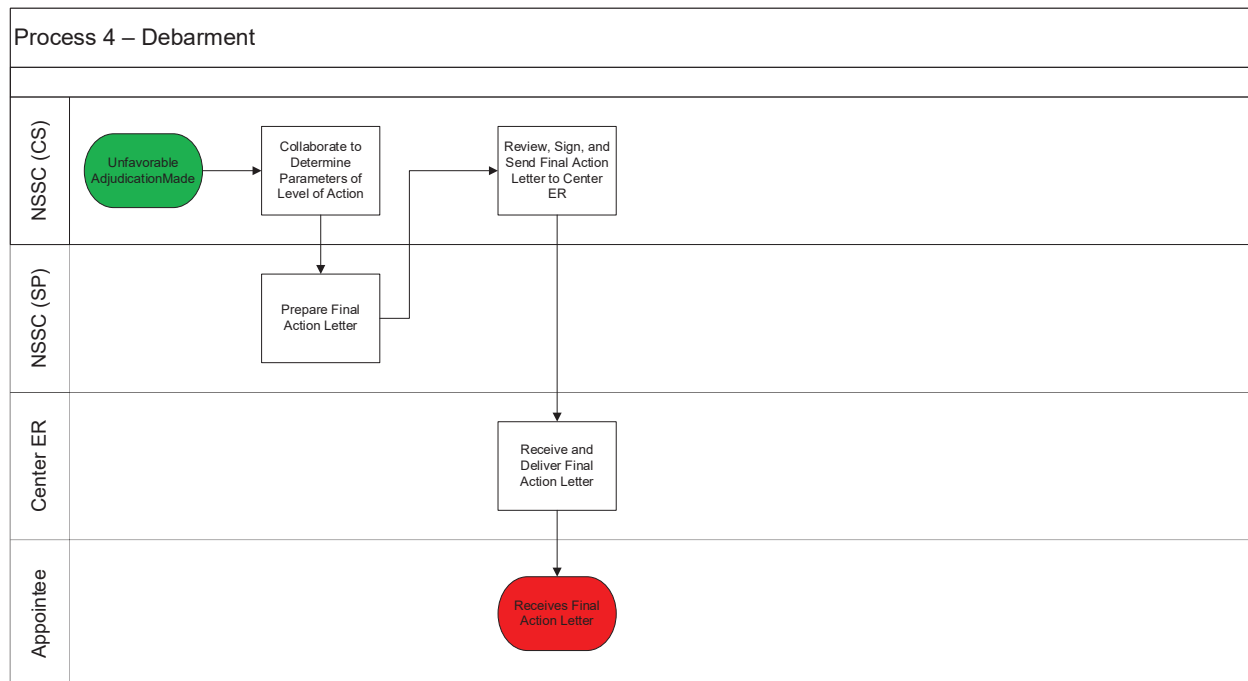 Process 4 – Debarment
NSSC (CS)
Unfavorable
AdjudicationMade
Collaborate to
Determine
Parameters of
Level of Action
Review, Sign, and
Send Final Action
Letter to Center
ER
NSSC (SP)
Prepare Final
Action Letter
Center ER
Receive and
Deliver Final
Action Letter
Appointee
Receives Final
Action Letter